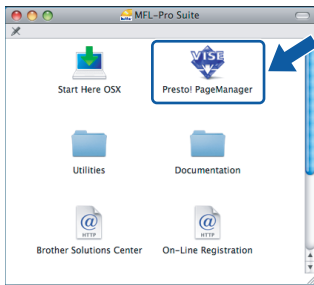 MFL-Pro Suite
VISE
Start Here OSX
Presto! PageManager
Utilities
Documentation
@
HTTP
@
HTTP
Brother Solutions Center
On-Line Registration